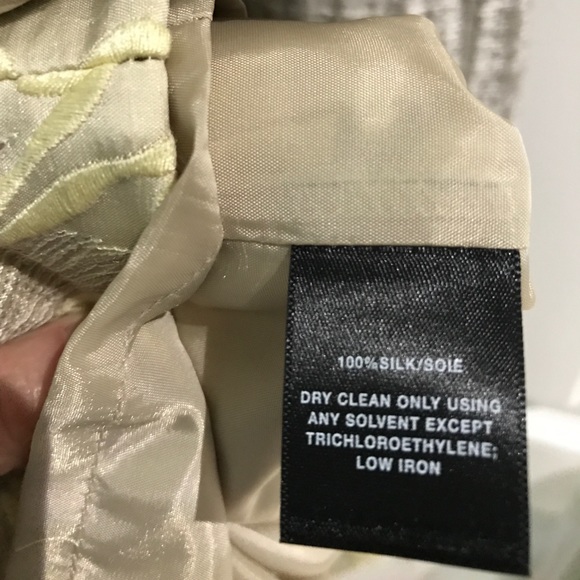 100%SILK/SOIE
DRY CLEAN ONLY USING
ANY SOLVENT EXCEPT
TRICHLOROETHYLENE;
LOW IRON